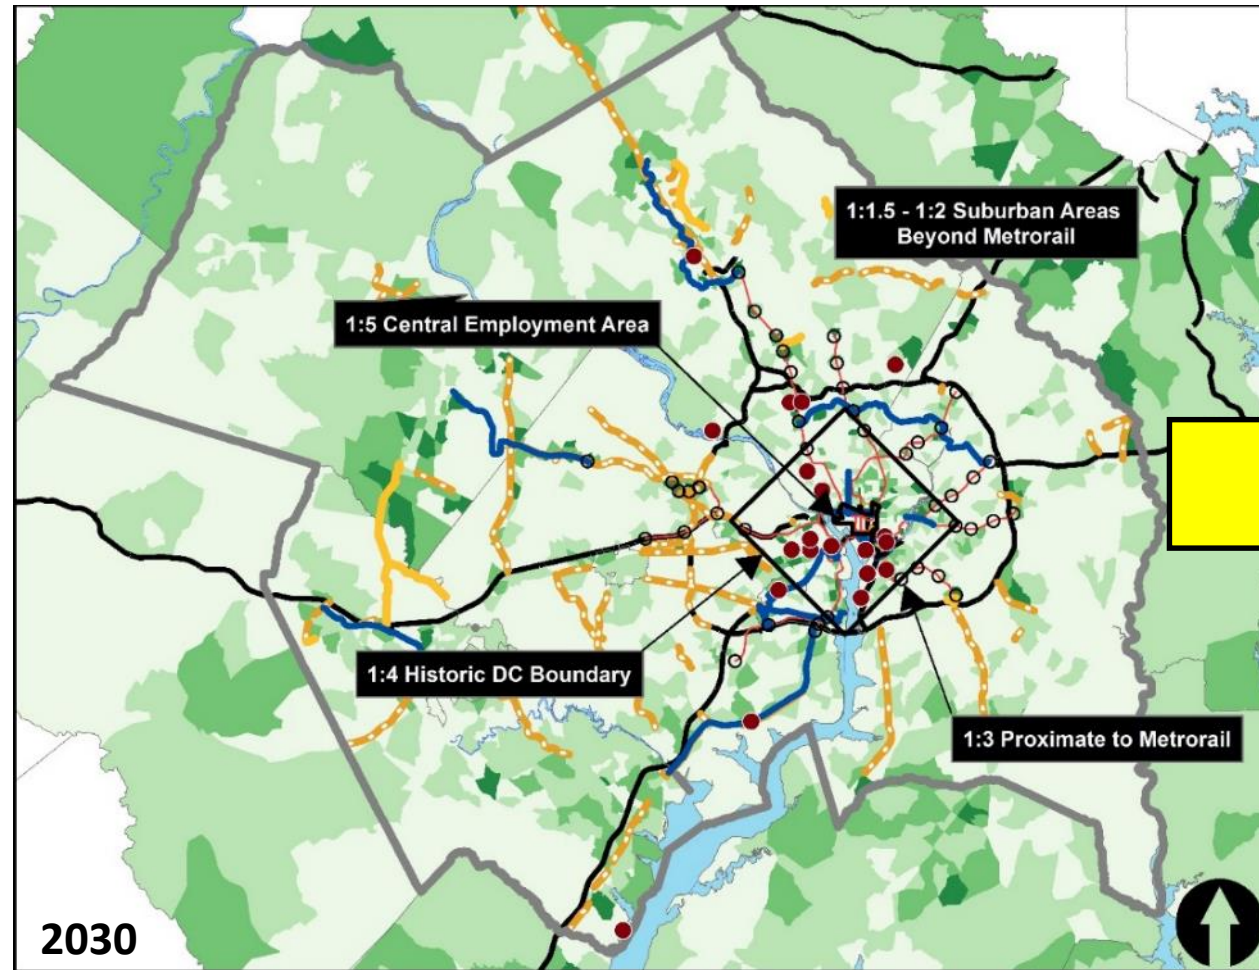 1:1.5 - 1:2 Suburban Areas
Beyond Metrorail
1:5 Central Employment Area
1:4 Historic DC Boundary
1:3 Proximate to Metrorail
2030